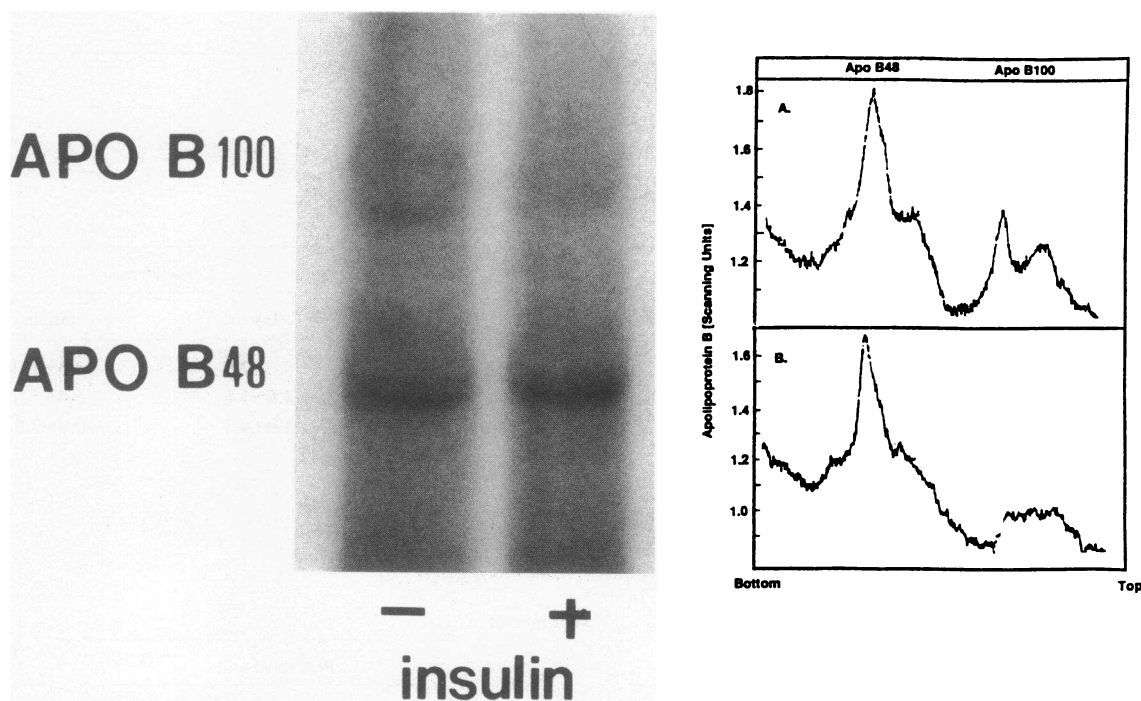 APO B100
APO B48
− +
insulin
Apo B48 Apo B100
A.
1.8
1.6
1.4
1.2
B.
1.6
1.4
1.2
1.0
Apolipoprotein B [Scanning Units]
Bottom Top